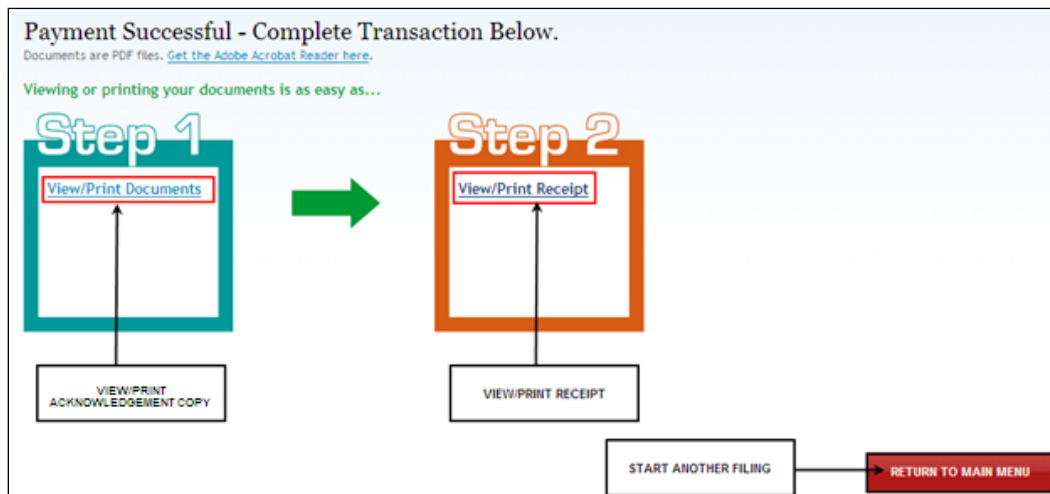 Payment Successful - Complete Transaction Below.
Documents are PDF files. Get the Adobe Acrobat Reader here.
Viewing or printing your documents is as easy as...
Step 1
View/Print Documents
VIEW/PRINT
ACKNOWLEDGEMENT COPY
Step 2
View/Print Receipt
VIEW/PRINT RECEIPT
START ANOTHER FILING
RETURN TO MAIN MENU